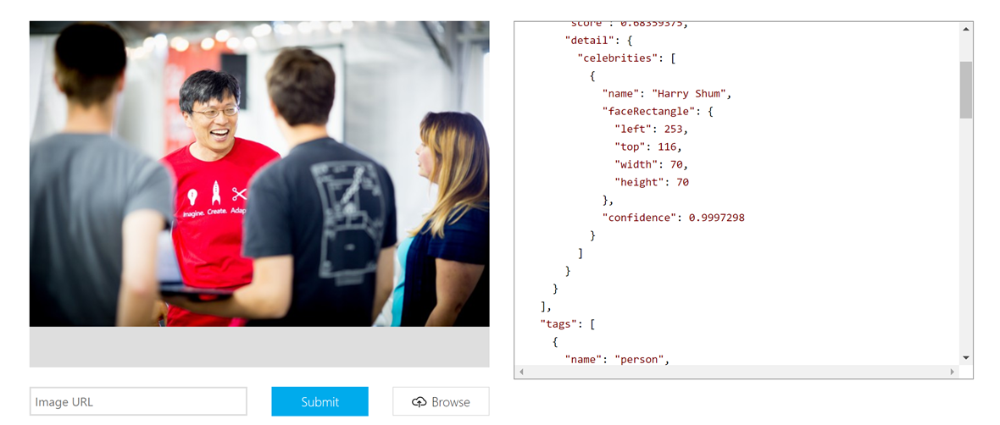 Imagine. Create. Adap
Image URL
Submit
Browse
score : 0.68359375,
"detail": {
"celebrities": [
{
"name": "Harry Shum",
"faceRectangle": {
"left": 253,
"top": 116,
"width": 70,
"height": 70
},
"confidence": 0.9997298
}
]
}
}
],
"tags": [
{
"name": "person",